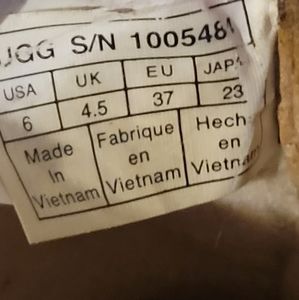 UGG S/N 100548
USA UK EU JAPA
6 4.5 37 23
Made Fabrique Hech-
In en en
Vietnam Vietnam Vietnam